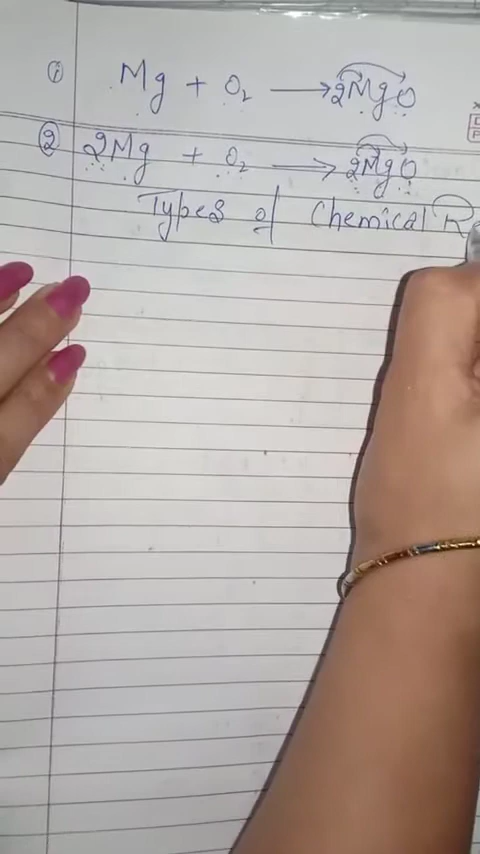 ① Mg + O₂ → 2MgO
② 2Mg + O₂ → 2MgO
Types of Chemical